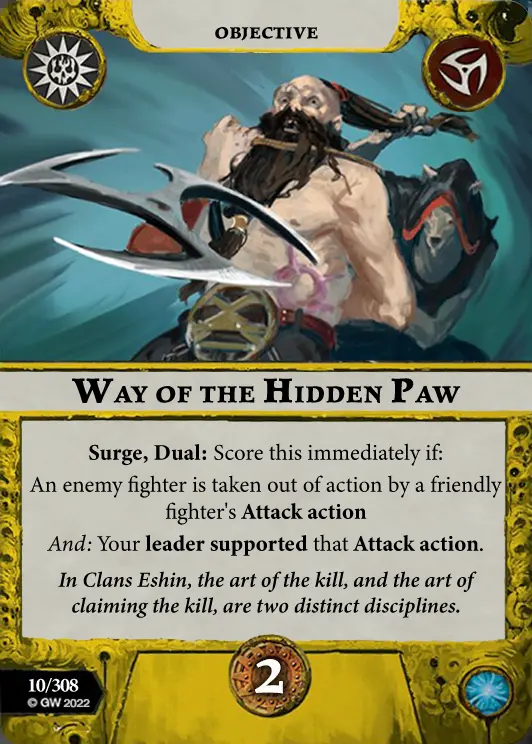 OBJECTIVE
WAY OF THE HIDDEN PAW
Surge, Dual: Score this immediately if:
An enemy fighter is taken out of action by a friendly
fighter's Attack action
And: Your leader supported that Attack action.
In Clans Eshin, the art of the kill, and the art of
claiming the kill, are two distinct disciplines.
10/308
© GW 2022
2